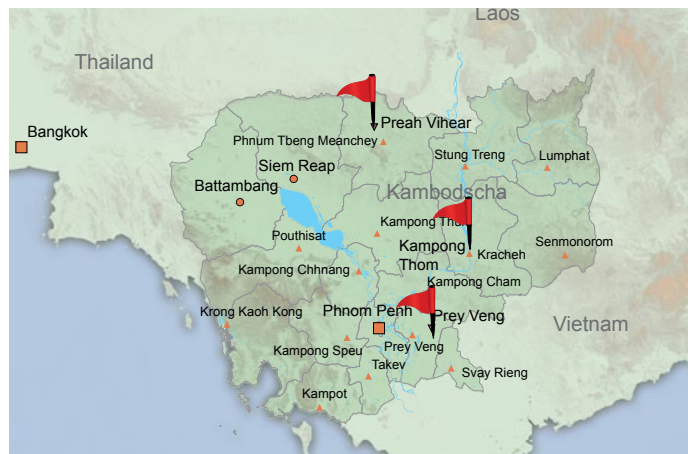 Laos
Thailand
Bangkok
Preah Vihear
Phnum Tbeng Meanchey
Stung Treng
Lumphat
Siem Reap
Battambang
Kambodscha
Kampong Thum
Pouthisat
Kampong
Thom
Kracheh
Senmonorom
Kampong Chhnang
Kampong Cham
Krong Kaoh Kong
Phnom Penh
Prey Veng
Vietnam
Kampong Speu
Prey Veng
Takev
Svay Rieng
Kampot